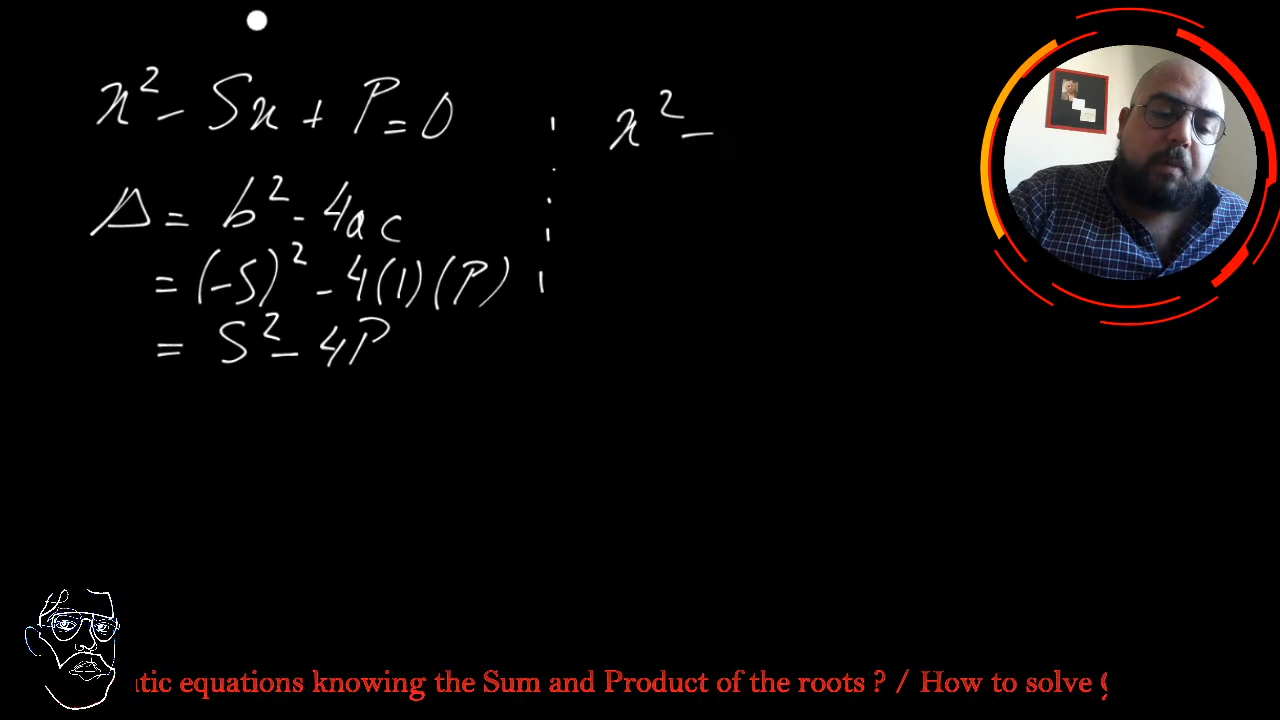 x² - Sx + P = 0
Δ = b² - 4ac
= (-S)² - 4(1)(P)
= S² - 4P
x² -
tic equations knowing the Sum and Product of the roots ? / How to solve